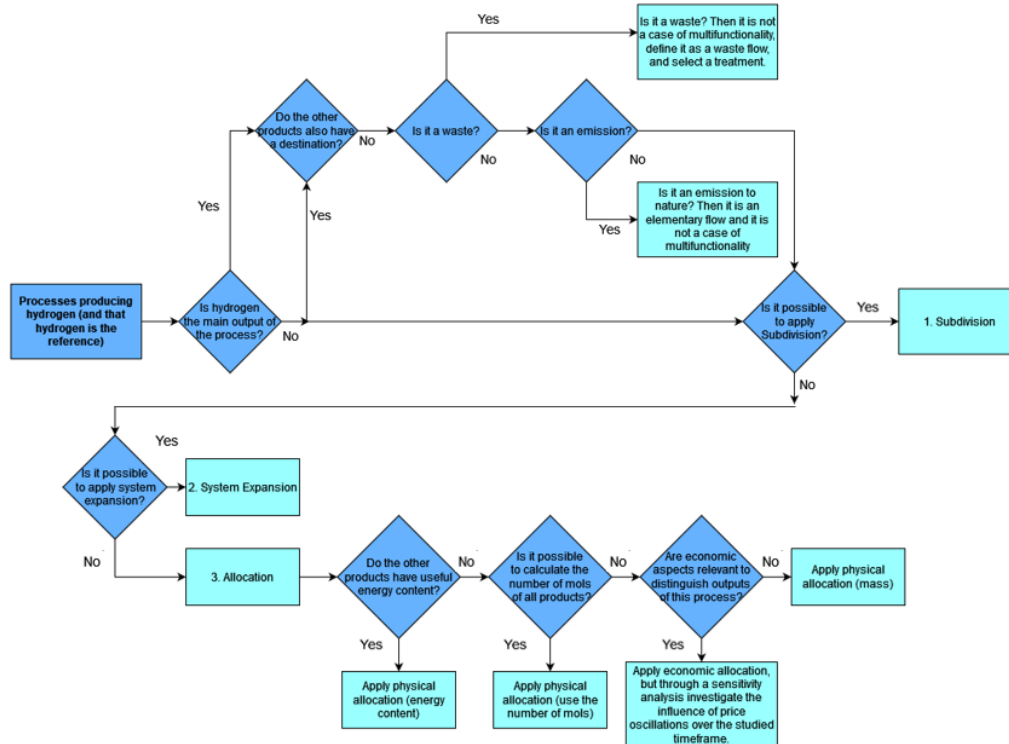 Yes
Is it a waste? Then it is not
a case of multifunctionality,
define it as a waste flow,
and select a treatment.
Do the other
products also have
a destination?
No
Is it a waste?
No
Is it an emission?
No
Yes
Yes
Is it an emission to
nature? Then it is an
elementary flow and it is
not a case of
multifunctionality
Yes
Processes producing
hydrogen (and that
hydrogen is the
reference)
Is hydrogen
the main output of
the process?
No
Is it possible
to apply
Subdivision?
Yes
1. Subdivision
No
Yes
Is it possible
to apply system
expansion?
2. System Expansion
No
3. Allocation
Do the other
products have useful
energy content?
No
Is it possible
to calculate the
number of mols
of all products?
No
Are economic
aspects relevant to
distinguish outputs
of this process?
No
Apply physical
allocation (mass)
Yes
Yes
Yes
Apply physical
allocation (energy
content)
Apply physical
allocation (use the
number of mols)
Apply economic allocation,
but through a sensitivity
analysis investigate the
influence of price
oscillations over the studied
timeframe.